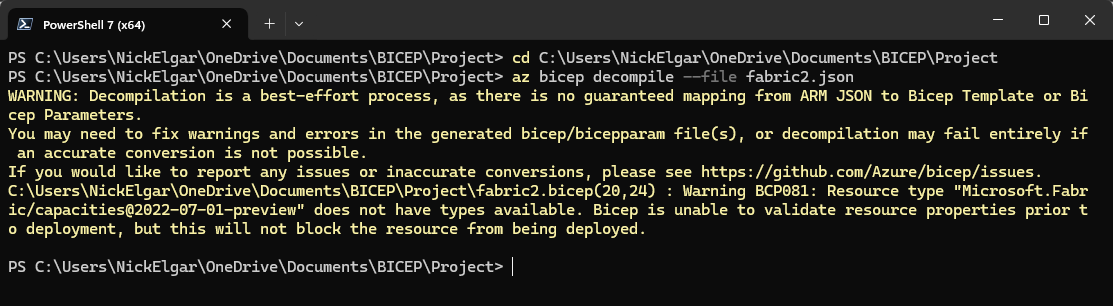 PowerShell 7 (x64)
PS C:\Users\NickElgar\OneDrive\Documents\BICEP\Project> cd C:\Users\NickElgar\OneDrive\Documents\BICEP\Project
PS C:\Users\NickElgar\OneDrive\Documents\BICEP\Project> az bicep decompile --file fabric2.json
WARNING: Decompilation is a best-effort process, as there is no guaranteed mapping from ARM JSON to Bicep Template or Bi
cep Parameters.
You may need to fix warnings and errors in the generated bicep/bicepparam file(s), or decompilation may fail entirely if
 an accurate conversion is not possible.
If you would like to report any issues or inaccurate conversions, please see https://github.com/Azure/bicep/issues.
C:\Users\NickElgar\OneDrive\Documents\BICEP\Project\fabric2.bicep(20,24) : Warning BCP081: Resource type "Microsoft.Fabr
ic/capacities@2022-07-01-preview" does not have types available. Bicep is unable to validate resource properties prior t
o deployment, but this will not block the resource from being deployed.
PS C:\Users\NickElgar\OneDrive\Documents\BICEP\Project>